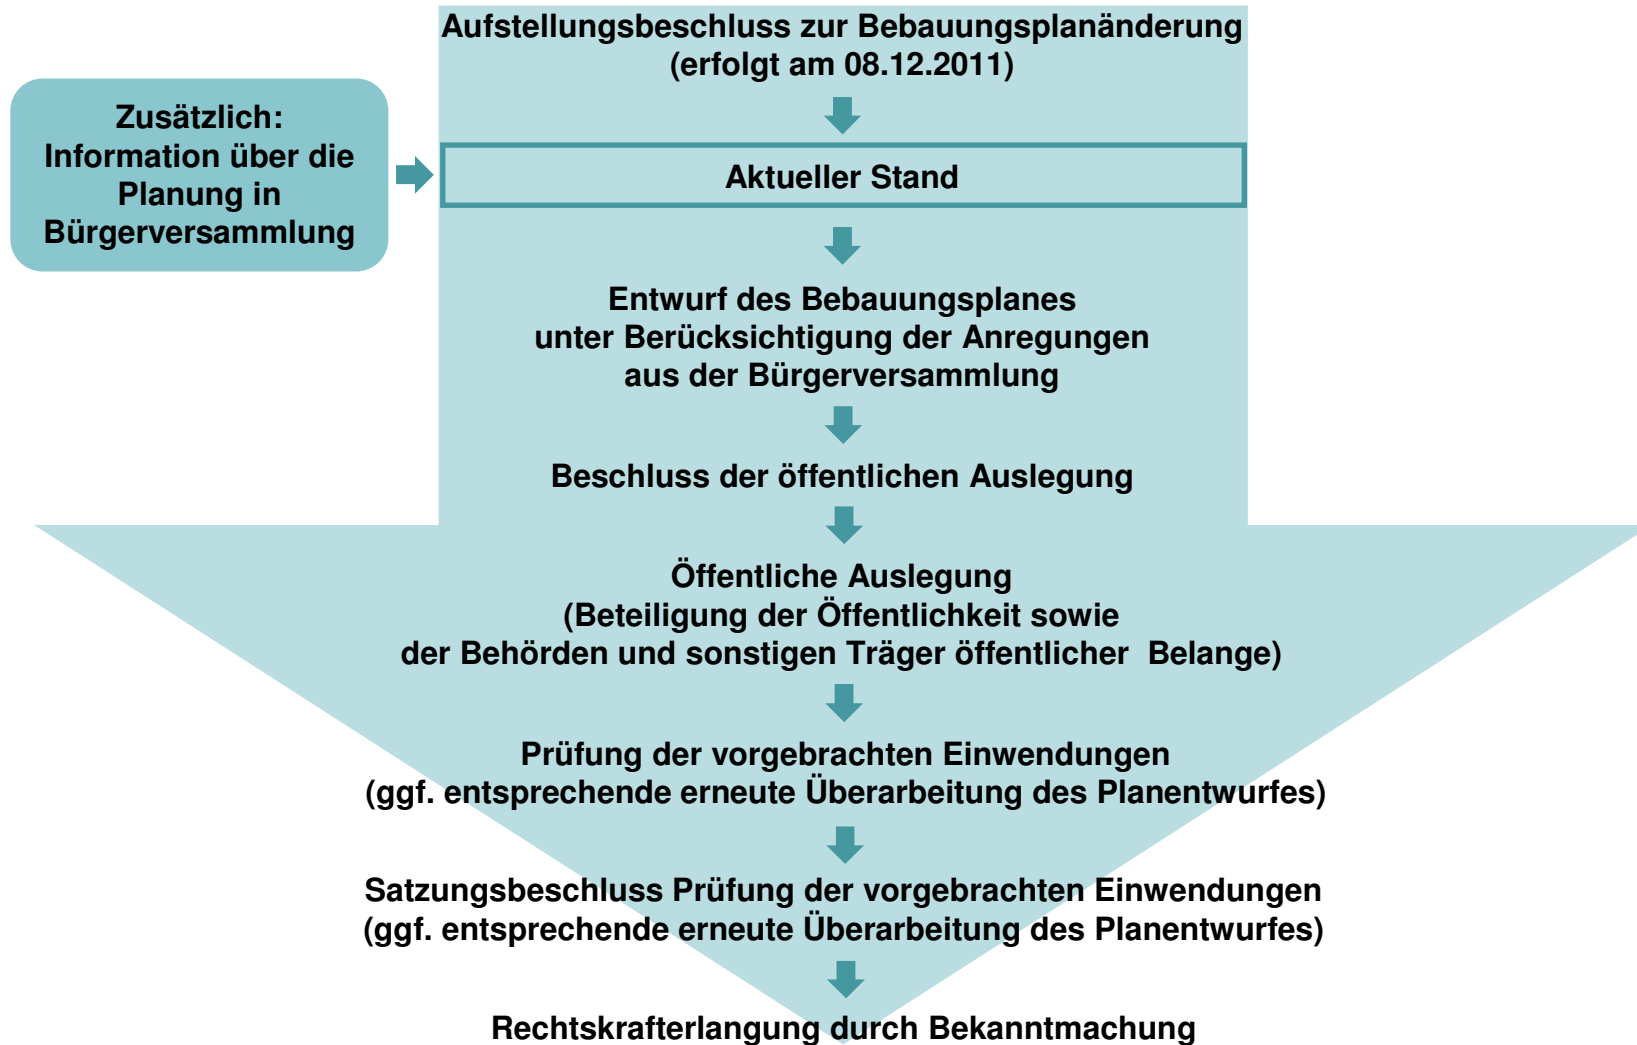 Aufstellungsbeschluss zur Bebauungsplanänderung
(erfolgt am 08.12.2011)
Zusätzlich:
Information über die
Planung in
Bürgerversammlung
Aktueller Stand
Entwurf des Bebauungsplanes
unter Berücksichtigung der Anregungen
aus der Bürgerversammlung
Beschluss der öffentlichen Auslegung
Öffentliche Auslegung
(Beteiligung der Öffentlichkeit sowie
der Behörden und sonstigen Träger öffentlicher Belange)
Prüfung der vorgebrachten Einwendungen
(ggf. entsprechende erneute Überarbeitung des Planentwurfes)
Satzungsbeschluss Prüfung der vorgebrachten Einwendungen
(ggf. entsprechende erneute Überarbeitung des Planentwurfes)
Rechtskrafterlangung durch Bekanntmachung